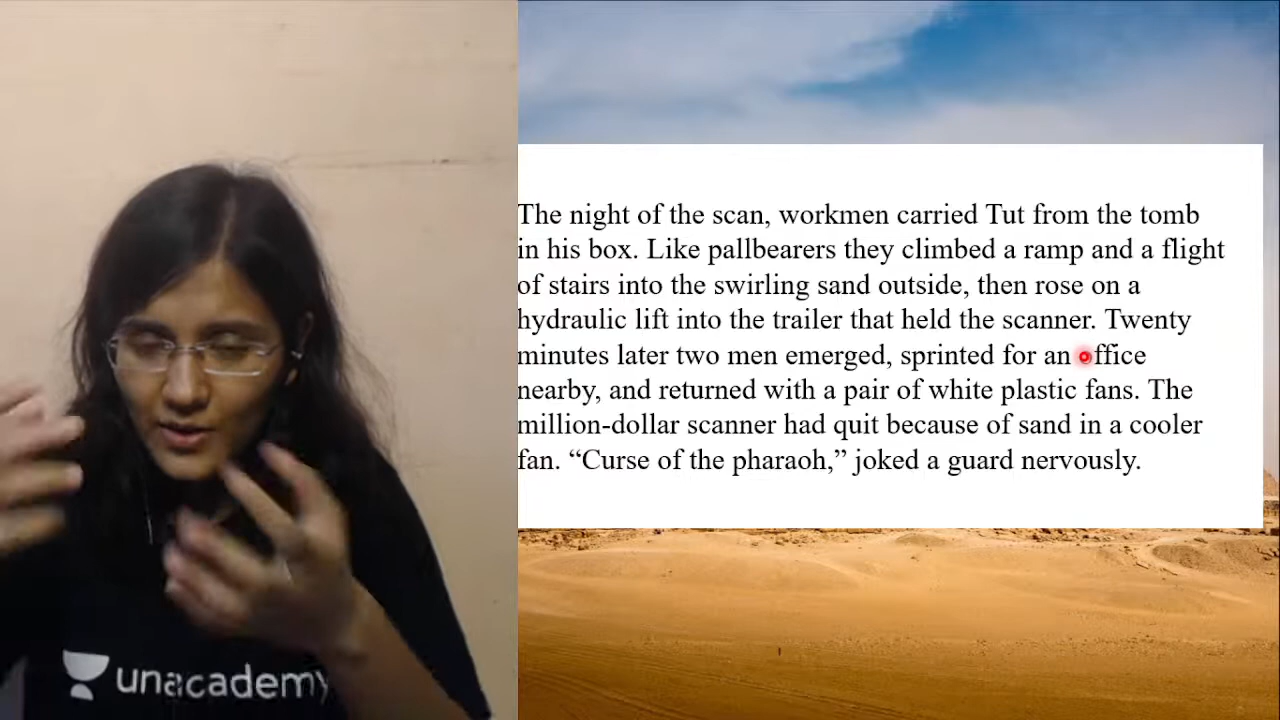 The night of the scan, workmen carried Tut from the tomb
in his box. Like pallbearers they climbed a ramp and a flight
of stairs into the swirling sand outside, then rose on a
hydraulic lift into the trailer that held the scanner. Twenty
minutes later two men emerged, sprinted for an office
nearby, and returned with a pair of white plastic fans. The
million-dollar scanner had quit because of sand in a cooler
fan. “Curse of the pharaoh,” joked a guard nervously.
unacademy